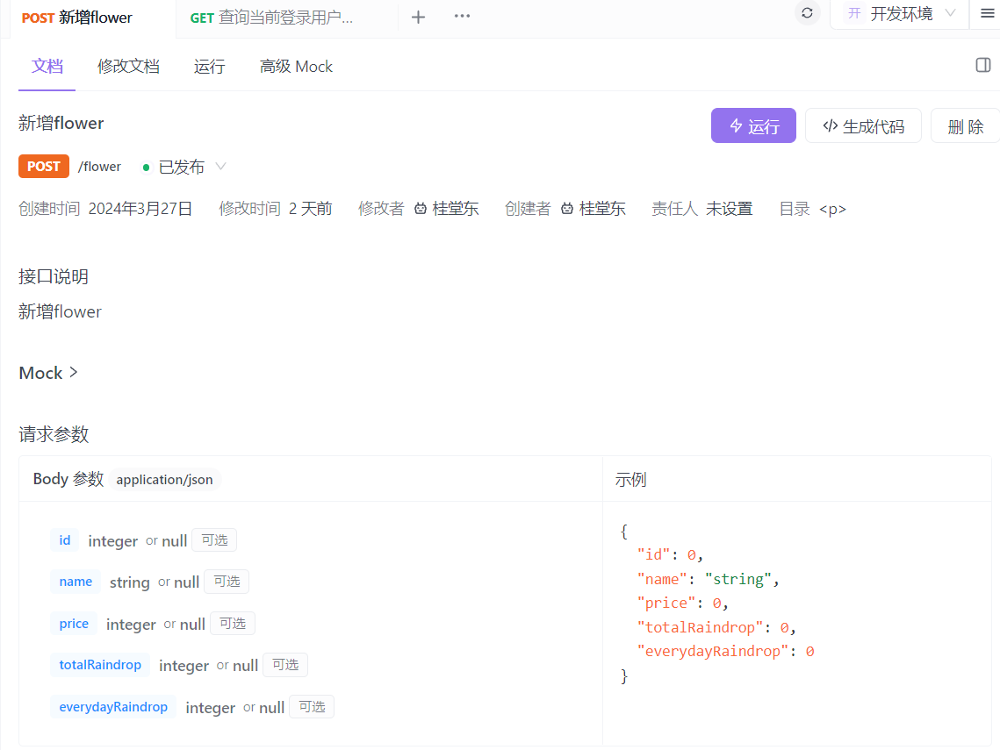 POST 新增flower GET 查询当前登录用户... 开 开发环境
文档 修改文档 运行 高级 Mock
新增flower 运行 生成代码 删 除
POST /flower 已发布
创建时间 2024年3月27日 修改时间 2 天前 修改者 桂堂东 创建者 桂堂东 责任人 未设置 目录 <p>
接口说明
新增flower
Mock
请求参数
Body 参数 application/json 示例
id integer or null 可选
name string or null 可选
price integer or null 可选
totalRaindrop integer or null 可选
everydayRaindrop integer or null 可选
{
"id": 0,
"name": "string",
"price": 0,
"totalRaindrop": 0,
"everydayRaindrop": 0
}